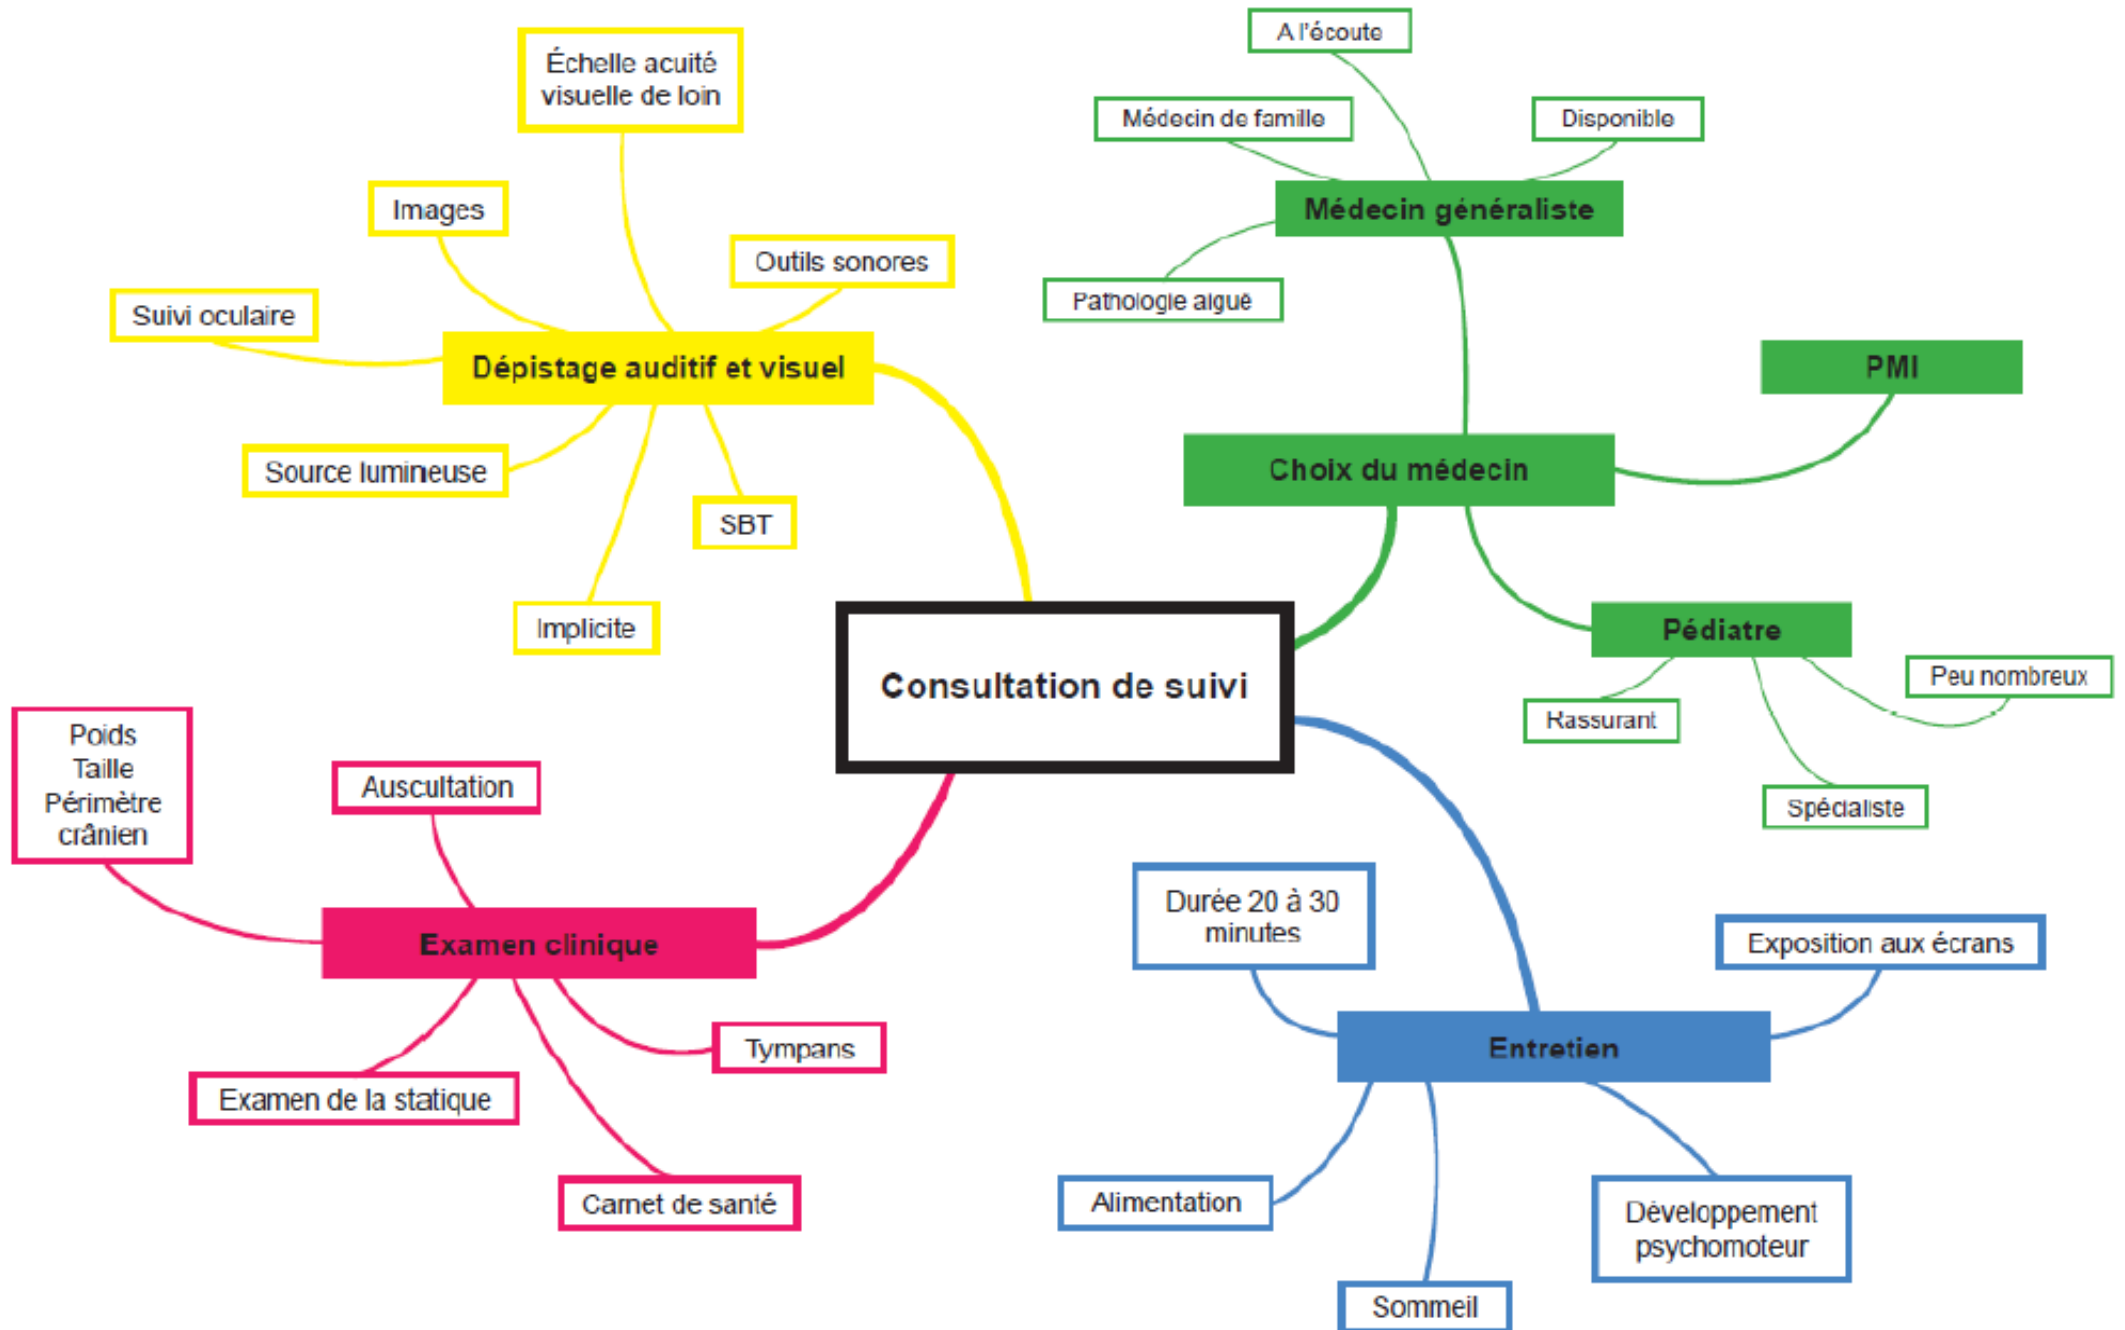 Échelle acuité
visuelle de loin
Images
Outils sonores
Suivi oculaire
Dépistage auditif et visuel
Source lumineuse
SBT
Implicite
A l'écoute
Médecin de famille
Disponible
Médecin généraliste
Pathologie aiguë
PMI
Choix du médecin
Pédiatre
Peu nombreux
Rassurant
Spécialiste
Consultation de suivi
Poids
Taille
Périmètre
crânien
Auscultation
Examen clinique
Tympans
Examen de la statique
Carnet de santé
Durée 20 à 30
minutes
Exposition aux écrans
Entretien
Alimentation
Développement
psychomoteur
Sommeil